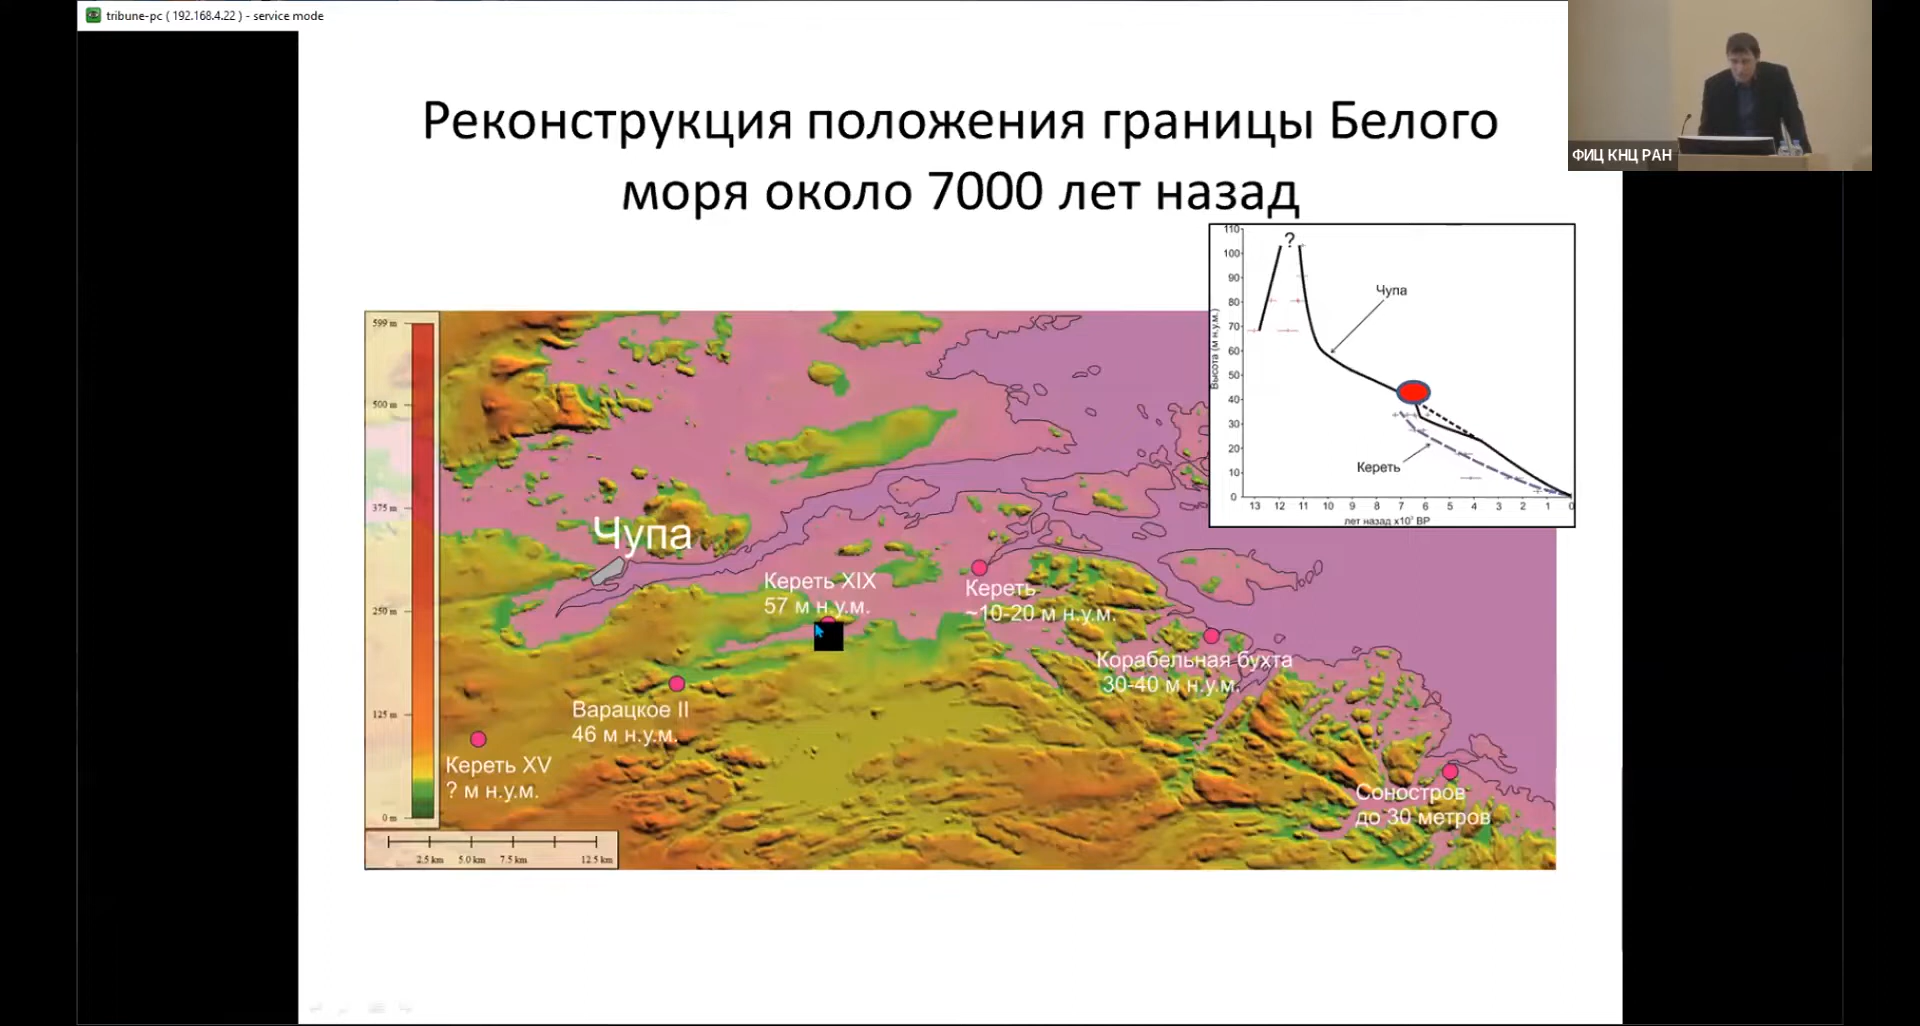 tribune-pc ( 192.168.4.22 ) - service mode
ФИЦ КНЦ РАН
Реконструкция положения границы Белого
моря около 7000 лет назад
110
100
90
80
70
60
50
40
30
20
10
0
?
Чупа
Кереть
Высота (м н.у.м.)
13 12 11 10 9 8 7 6 5 4 3 2 1 0
лет назад x10³ BP
599 m
500 m
375 m
250 m
125 m
0 m
Чупа
Кереть XIX
57 м н.у.м.
Кереть
~10-20 м н.у.м.
Корабельная бухта
30-40 м н.у.м.
Варацкое II
46 м н.у.м.
Кереть XV
? м н.у.м.
Соностров
до 30 метров
2.5 km 5.0 km 7.5 km 12.5 km